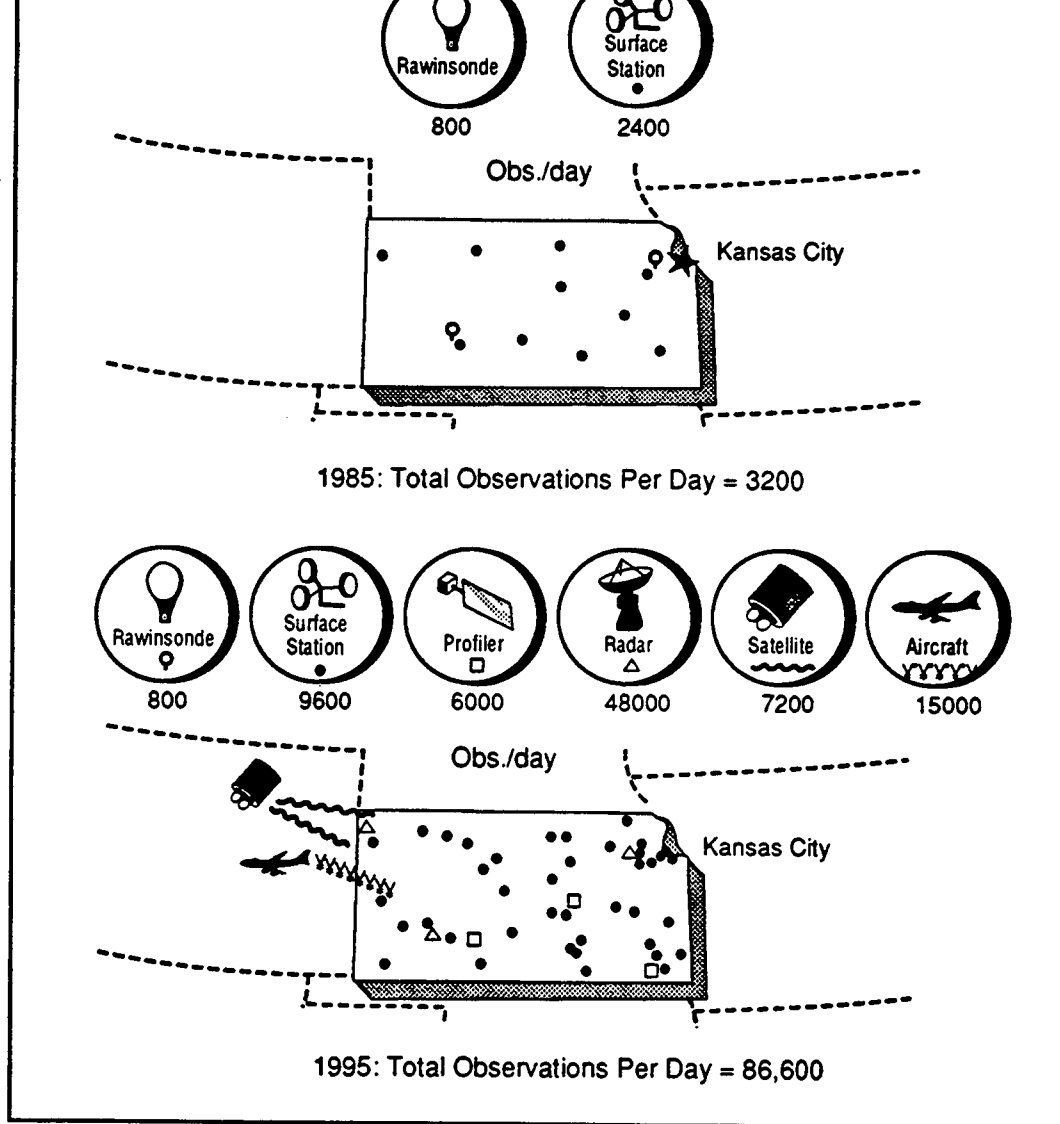 Rawinsonde
Surface
Station
800
2400
Obs./day
Kansas City
1985: Total Observations Per Day = 3200
Rawinsonde
Surface
Station
Profiler
Radar
Satellite
Aircraft
800
9600
6000
48000
7200
15000
Obs./day
Kansas City
1995: Total Observations Per Day = 86,600